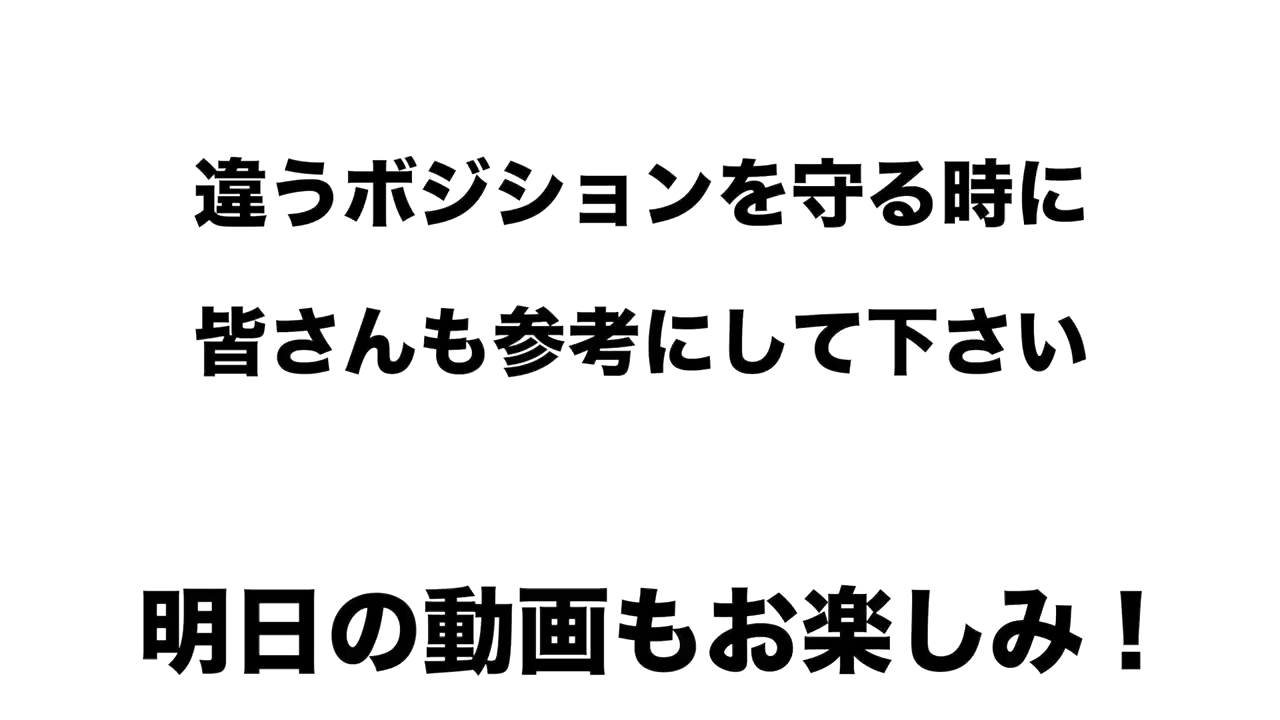 違うボジションを守る時に
皆さんも参考にして下さい
明日の動画もお楽しみ！